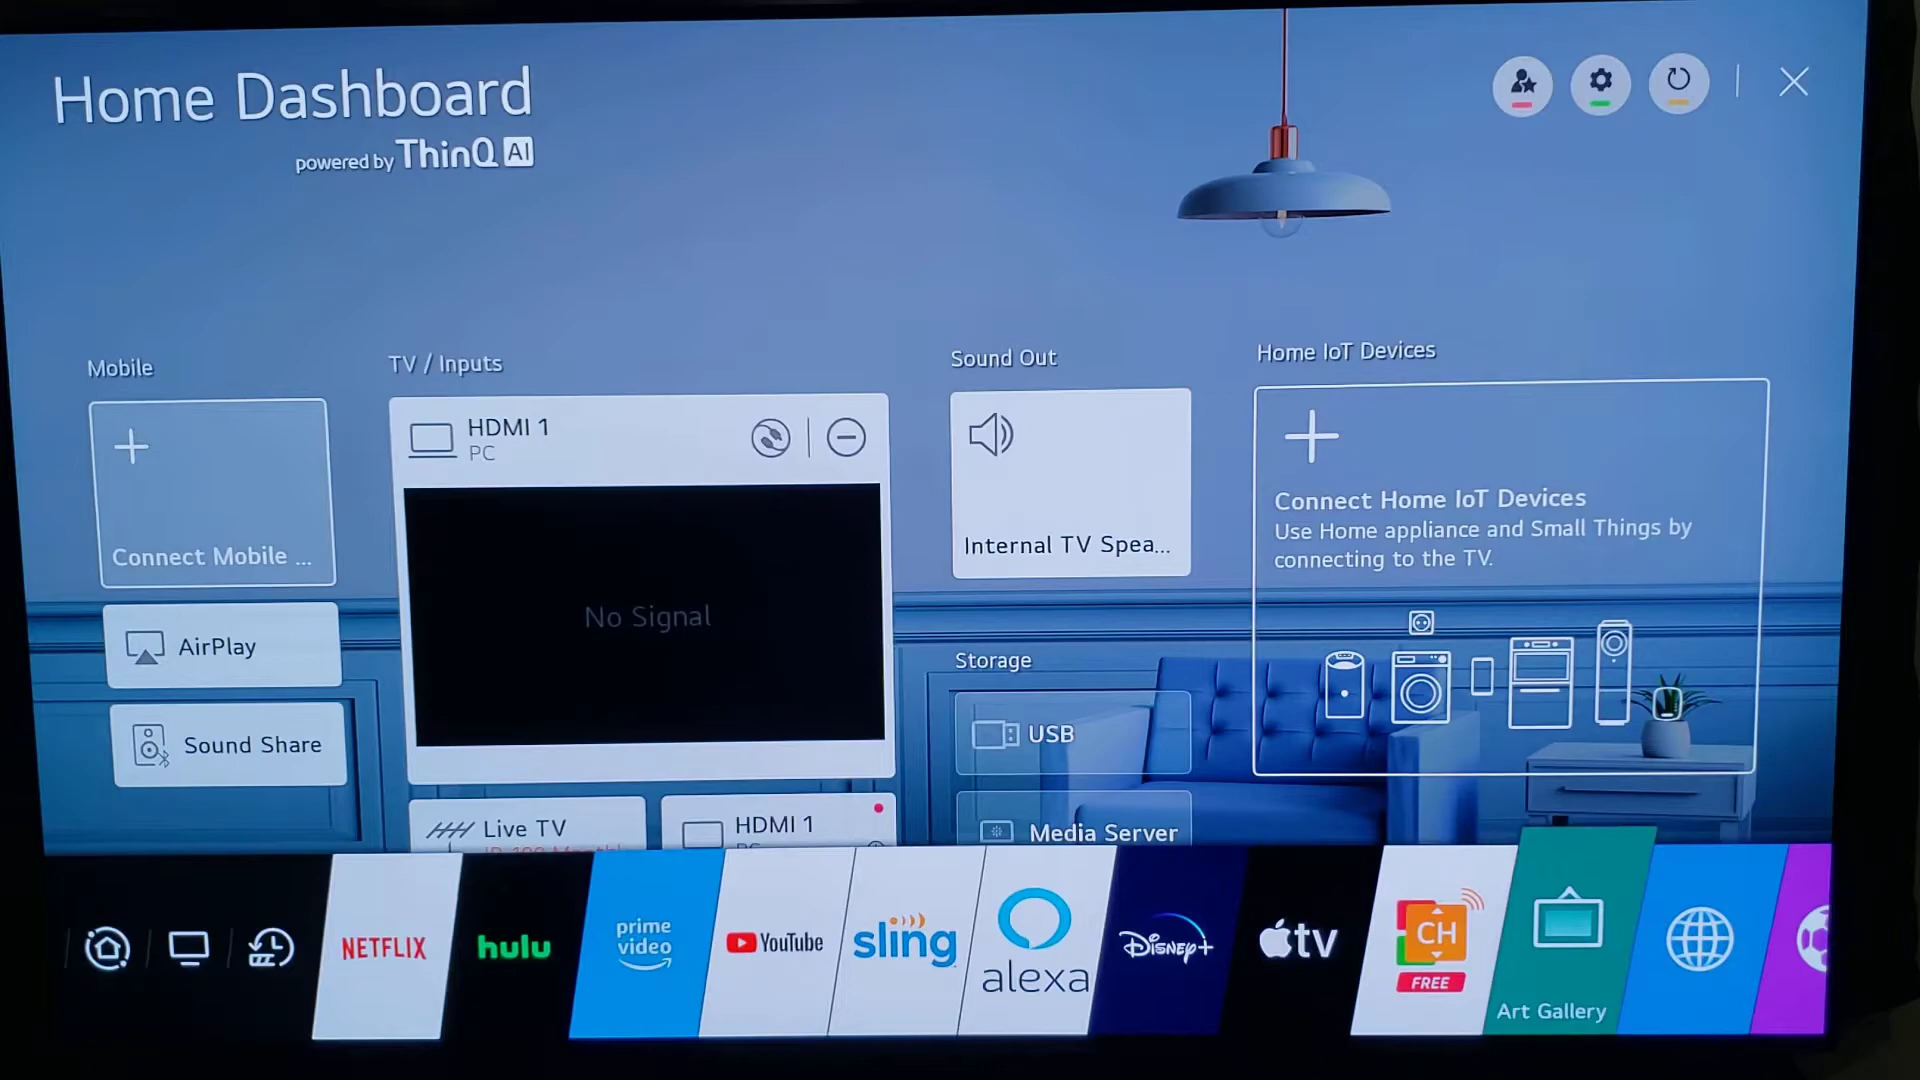 Home Dashboard
powered by ThinQ AI
Mobile
TV / Inputs
Sound Out
Home IoT Devices
Connect Mobile ...
AirPlay
Sound Share
HDMI 1
PC
No Signal
Live TV
HDMI 1
Internal TV Spea...
Storage
USB
Media Server
Connect Home IoT Devices
Use Home appliance and Small Things by
connecting to the TV.
NETFLIX
hulu
prime
video
YouTube
sling
alexa
Disney+
tv
CH
FREE
Art Gallery